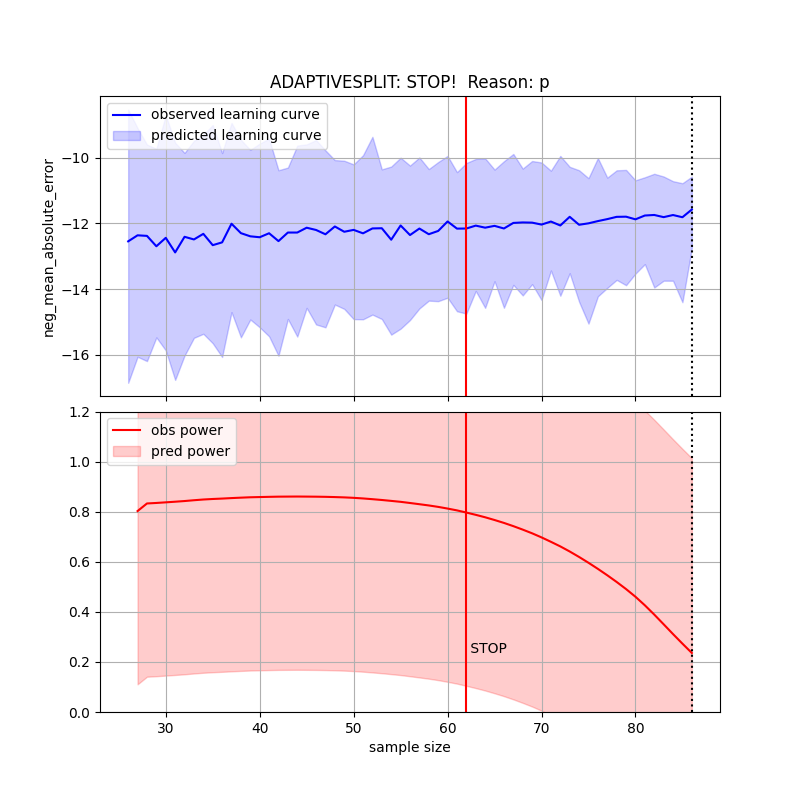 ADAPTIVESPLIT: STOP!  Reason: p
observed learning curve
predicted learning curve
neg_mean_absolute_error
−10
−12
−14
−16
obs power
pred power
1.2
1.0
0.8
0.6
0.4
0.2
0.0
STOP
30 40 50 60 70 80
sample size